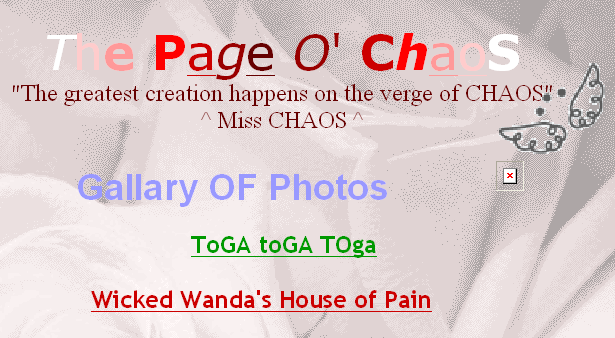 The Page O' ChaoS
"The greatest creation happens on the verge of CHAOS"
^ Miss CHAOS ^
Gallary OF Photos
ToGA toGA TOga
Wicked Wanda's House of Pain